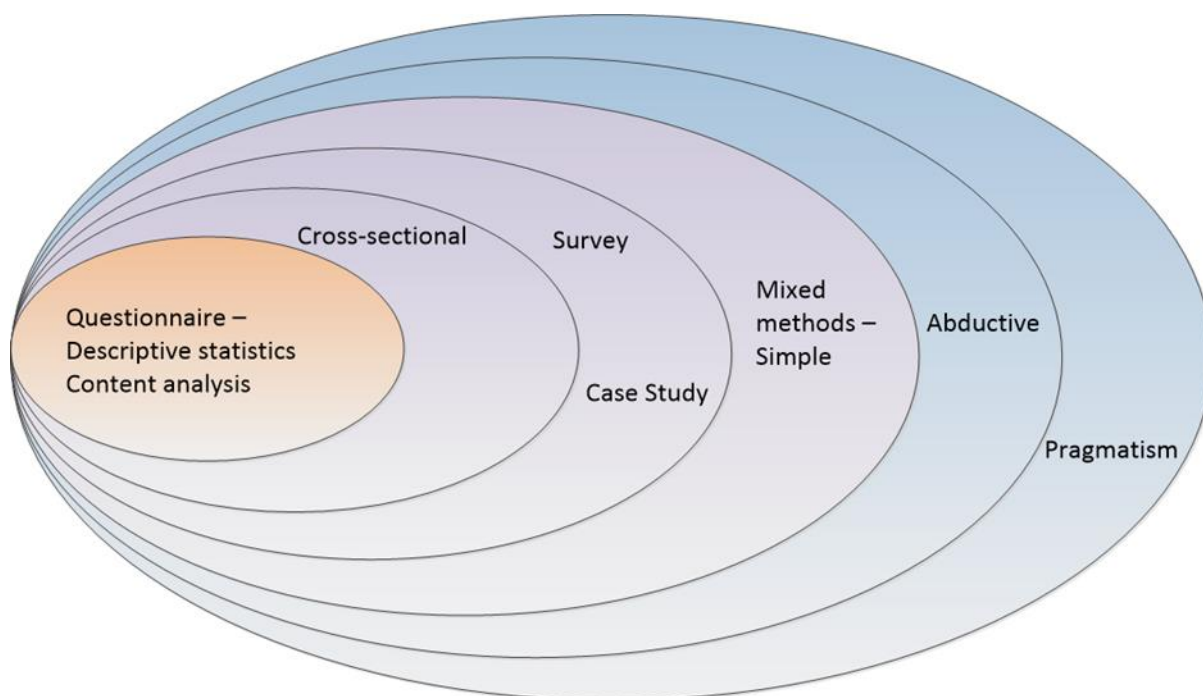 Cross-sectional
Survey
Questionnaire –
Descriptive statistics
Content analysis
Case Study
Mixed
methods –
Simple
Abductive
Pragmatism